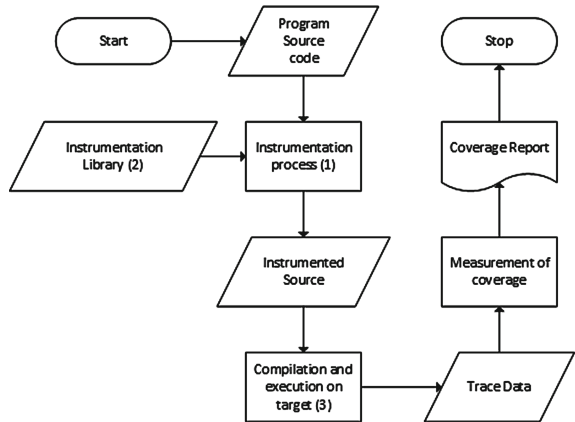 Start
Program
Source
code
Stop
Instrumentation
Library (2)
Instrumentation
process (1)
Coverage Report
Instrumented
Source
Measurement of
coverage
Compilation and
execution on
target (3)
Trace Data